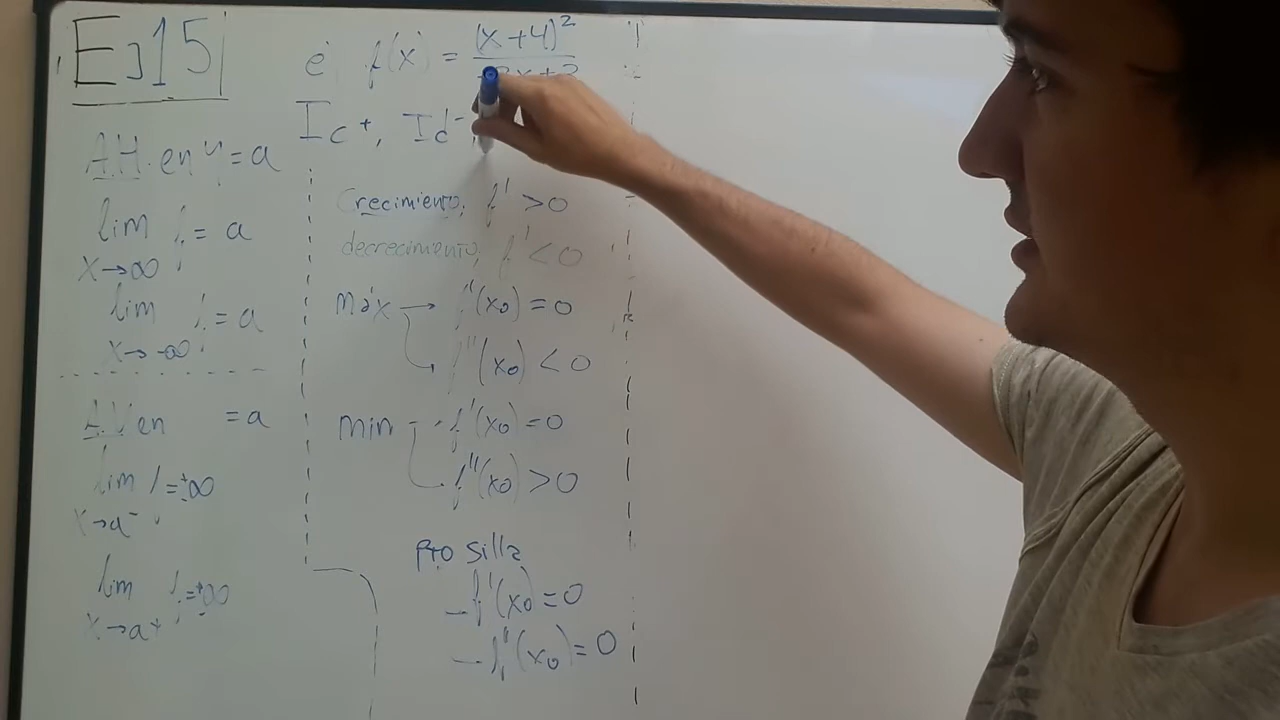 Ej 15
e) f(x) = (x+4)²
x+2
Ic+, Id-,
A.H. en y = a
lim f = a
x→∞
lim f = a
x→-∞
A.V en = a
lim f = ±∞
x→a-
lim f = ±∞
x→a+
Crecimiento, f' > 0
decrecimiento, f' < 0
máx → f'(x0) = 0
f''(x0) < 0
min → f'(x0) = 0
f''(x0) > 0
Pto silla
- f'(x0) = 0
- f''(x0) = 0